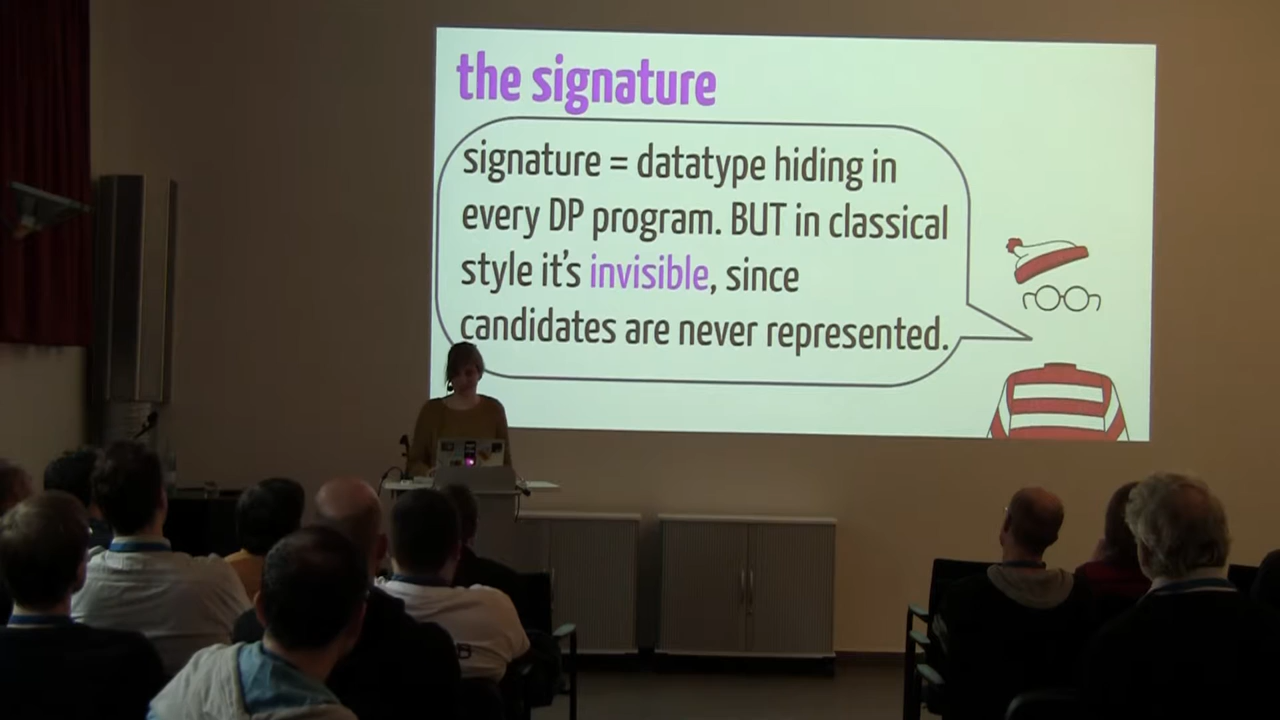 the signature
signature = datatype hiding in
every DP program. BUT in classical
style it's invisible, since
candidates are never represented.